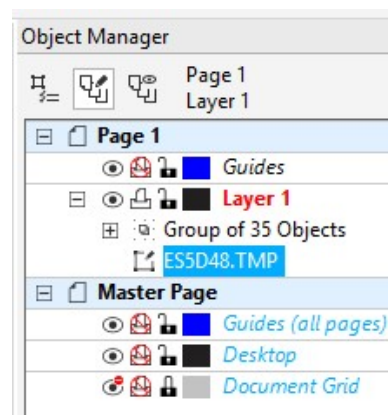 Object Manager
Page 1
Layer 1
Page 1
Guides
Layer 1
Group of 35 Objects
ES5D48.TMP
Master Page
Guides (all pages)
Desktop
Document Grid